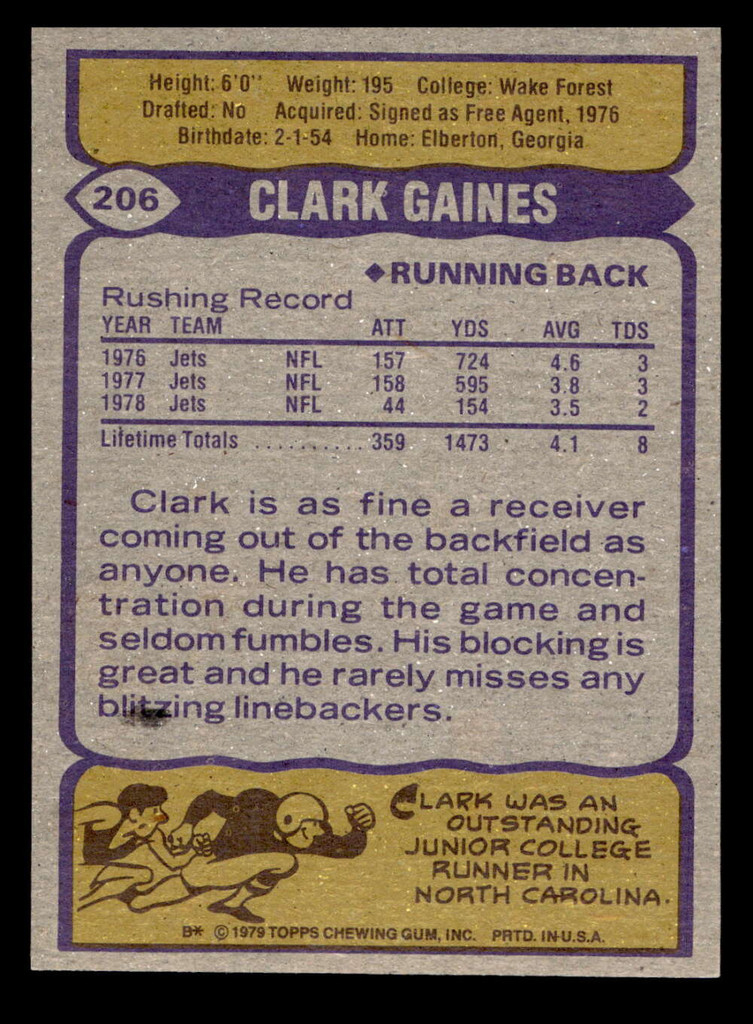 Height: 6'0" Weight: 195 College: Wake Forest
Drafted: No Acquired: Signed as Free Agent, 1976
Birthdate: 2-1-54 Home: Elberton, Georgia
206 CLARK GAINES
◆RUNNING BACK
Rushing Record
YEAR TEAM ATT YDS AVG TDS
1976 Jets NFL 157 724 4.6 3
1977 Jets NFL 158 595 3.8 3
1978 Jets NFL 44 154 3.5 2
Lifetime Totals ........... 359 1473 4.1 8
Clark is as fine a receiver
coming out of the backfield as
anyone. He has total concen-
tration during the game and
seldom fumbles. His blocking is
great and he rarely misses any
blitzing linebackers.
CLARK WAS AN
OUTSTANDING
JUNIOR COLLEGE
RUNNER IN
NORTH CAROLINA.
B* © 1979 TOPPS CHEWING GUM, INC. PRTD. IN U.S.A.